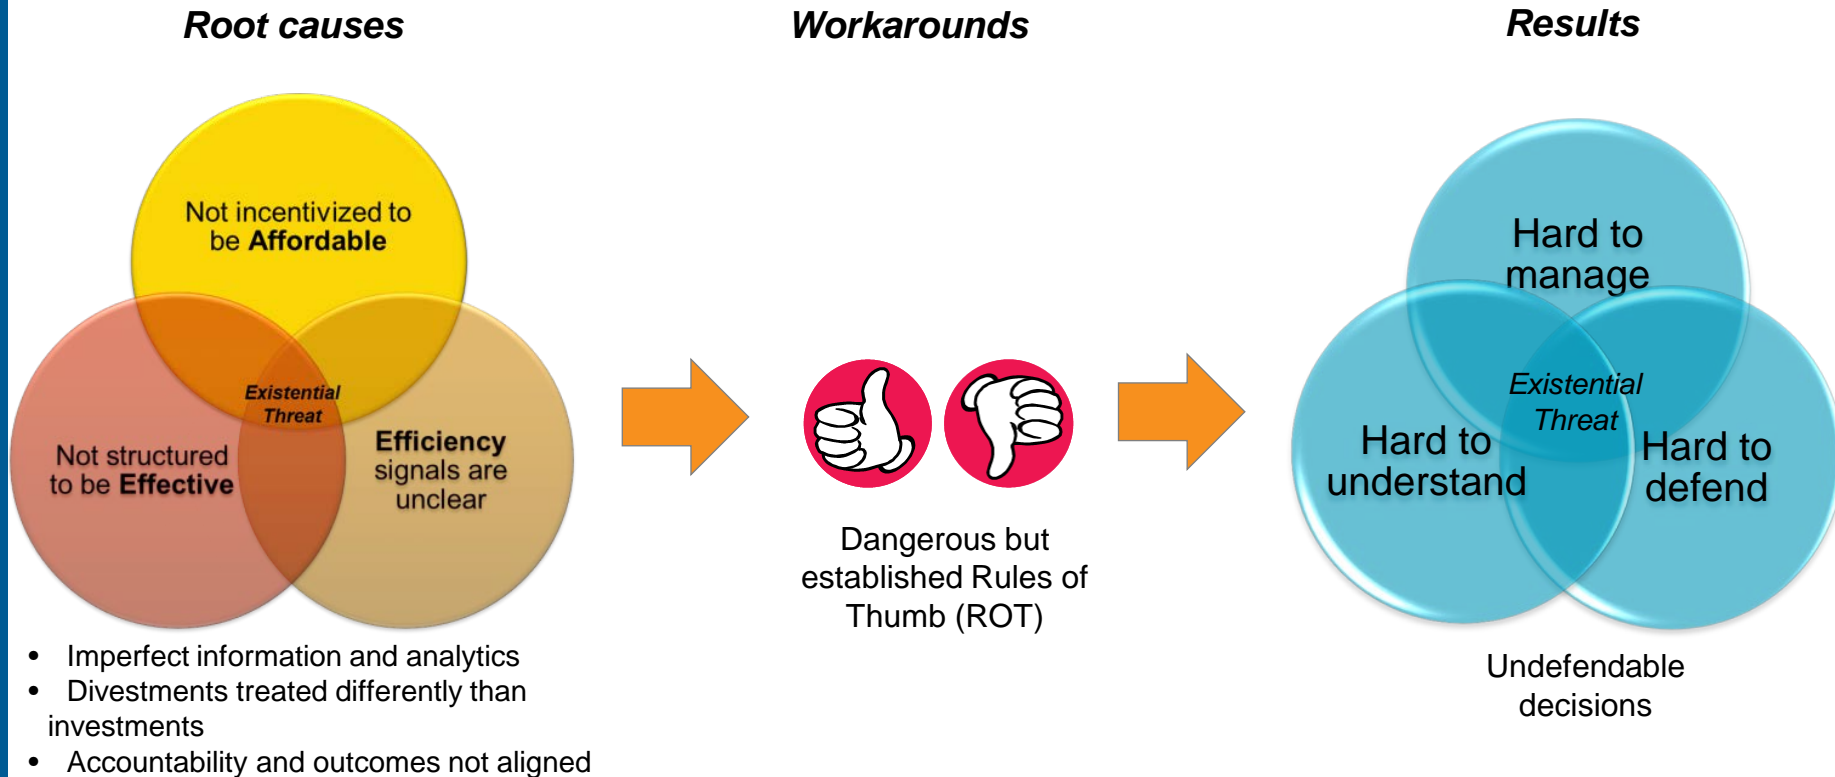 Root causes
Workarounds
Results
Not incentivized to
be Affordable
Existential
Threat
Not structured
to be Effective
Efficiency
signals are
unclear
• Imperfect information and analytics
• Divestments treated differently than
investments
• Accountability and outcomes not aligned
Dangerous but
established Rules of
Thumb (ROT)
Hard to
manage
Existential
Threat
Hard to
understand
Hard to
defend
Undefendable
decisions